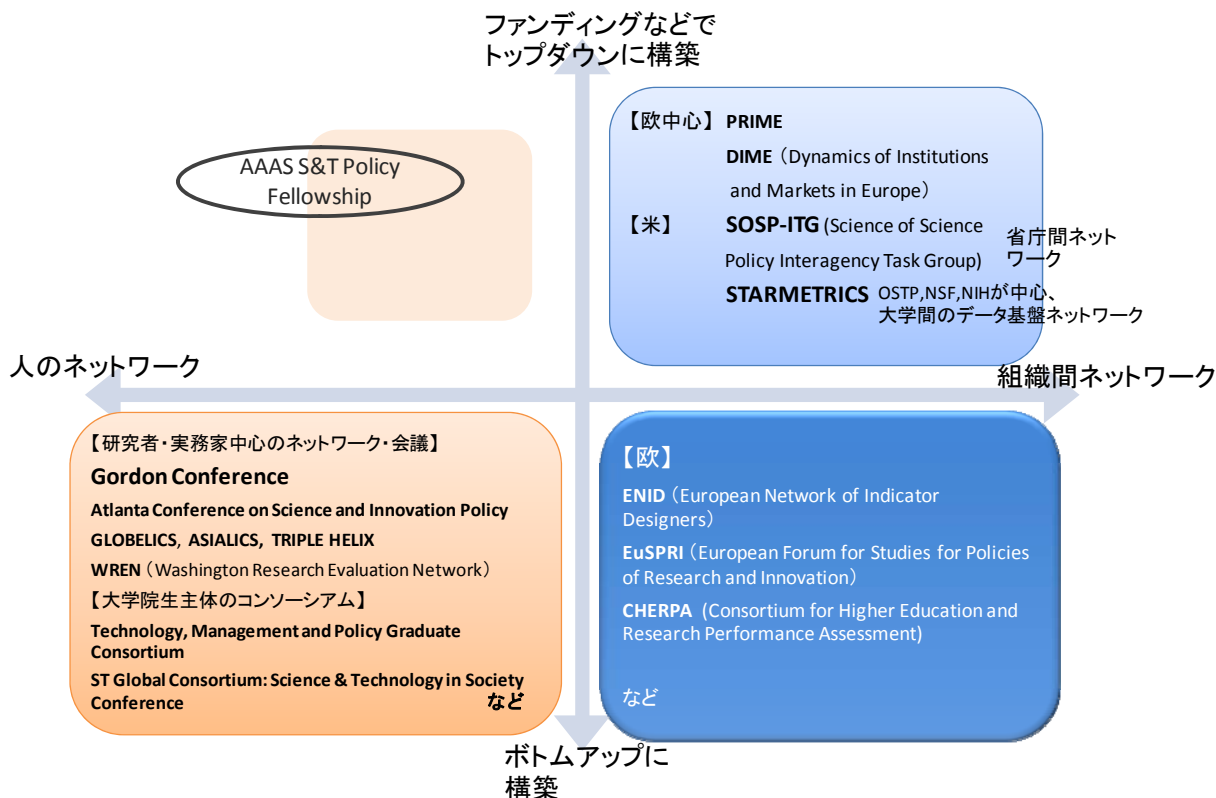 ファンディングなどで
トップダウンに構築
AAAS S&T Policy
Fellowship
【欧中心】 PRIME
DIME（Dynamics of Institutions
and Markets in Europe）
【米】 SOSP-ITG (Science of Science
Policy Interagency Task Group)
省庁間ネット
ワーク
STARMETRICS OSTP,NSF,NIHが中心、
大学間のデータ基盤ネットワーク
人のネットワーク
組織間ネットワーク
【研究者・実務家中心のネットワーク・会議】
Gordon Conference
Atlanta Conference on Science and Innovation Policy
GLOBELICS, ASIALICS, TRIPLE HELIX
WREN（Washington Research Evaluation Network）
【大学院生主体のコンソーシアム】
Technology, Management and Policy Graduate
Consortium
ST Global Consortium: Science & Technology in Society
Conference など
【欧】
ENID（European Network of Indicator
Designers）
EuSPRI（European Forum for Studies for Policies
of Research and Innovation）
CHERPA (Consortium for Higher Education and
Research Performance Assessment)
など
ボトムアップに
構築